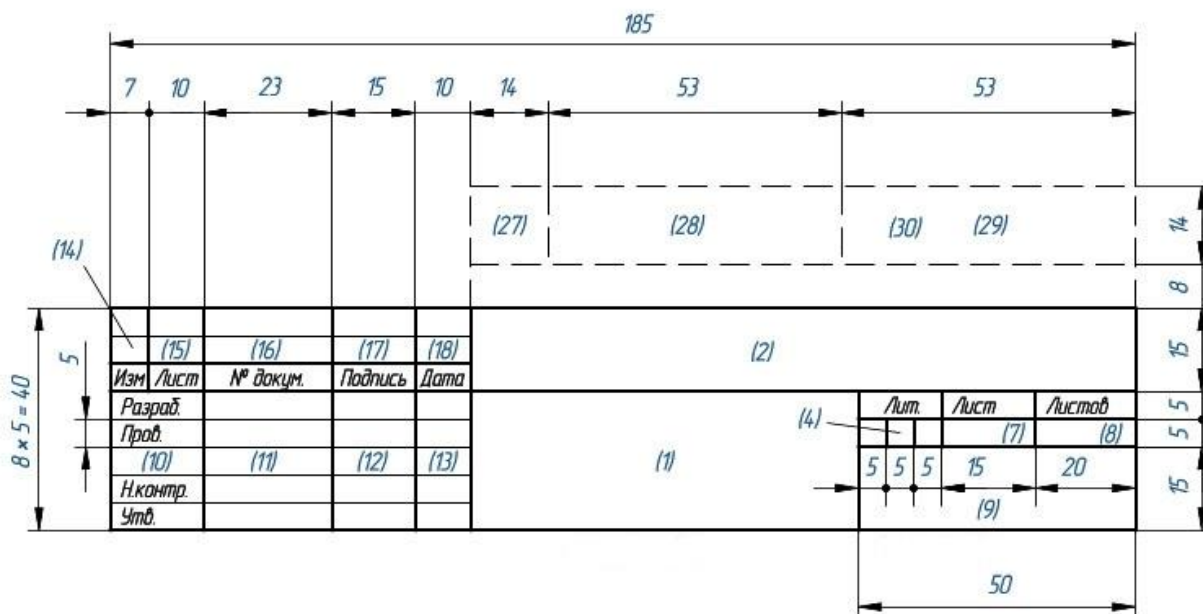 185
7 10 23 15 10 14 53 53
(27) (28) (30) (29) 14
(14) 8
(15) (16) (17) (18) (2) 15
5
Изм Лист № докум. Подпись Дата
8 × 5 = 40
Разраб. Лит. Лист Листов 5
Пров. (4) (7) (8) 5
(10) (11) (12) (13) (1) 5 5 5 15 20 15
Н.контр. (9)
Утв.
50